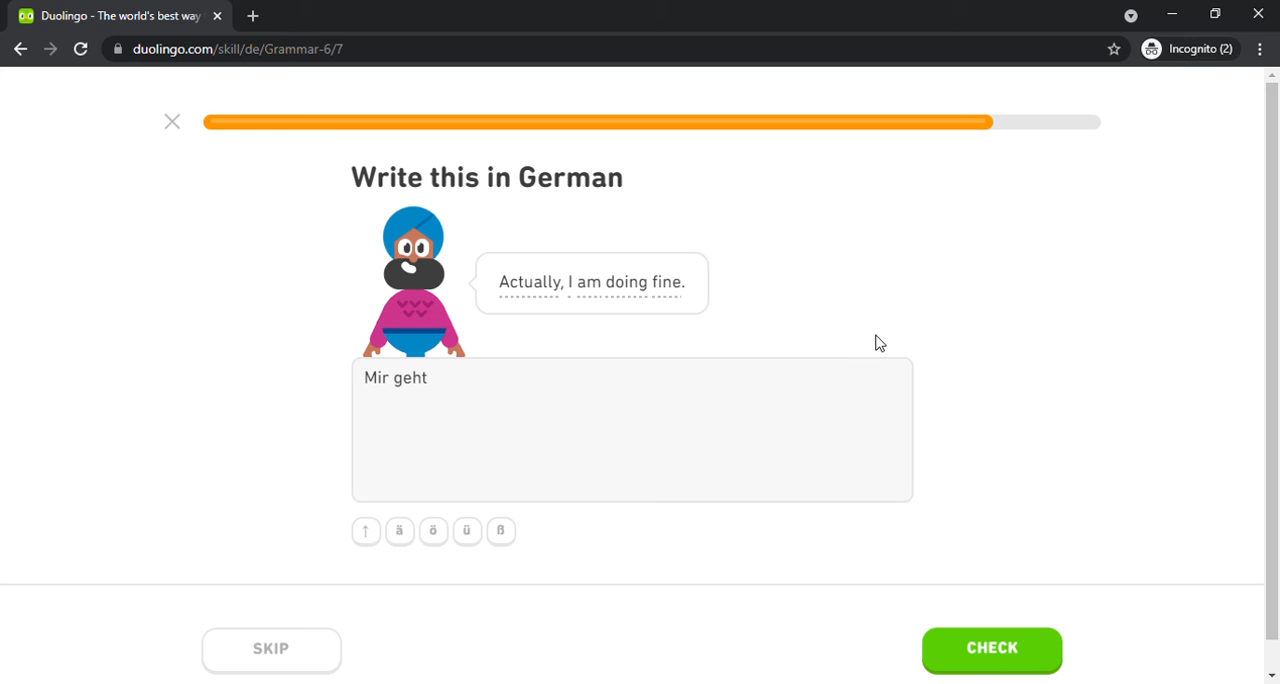 Duolingo - The world's best way
duolingo.com/skill/de/Grammar-6/7
Incognito (2)
Write this in German
Actually, I am doing fine.
Mir geht
↑ ä ö ü ß
SKIP
CHECK